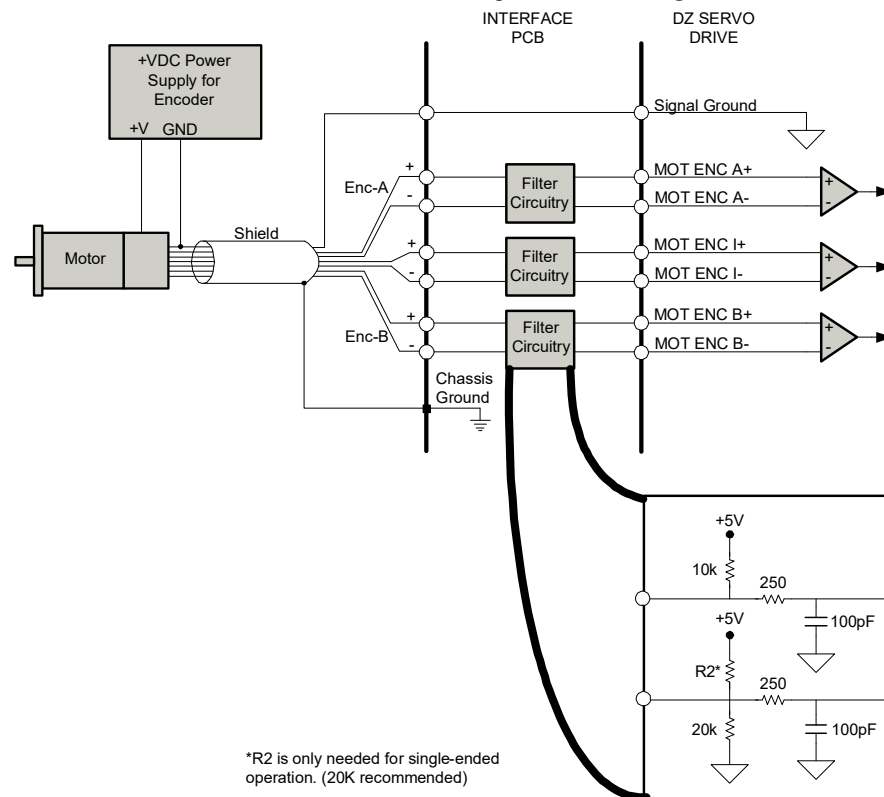 INTERFACE
PCB
DZ SERVO
DRIVE
+VDC Power
Supply for
Encoder
+V GND
Signal Ground
Enc-A
+
-
Filter
Circuitry
MOT ENC A+
MOT ENC A-
+
-
Motor
Shield
+
-
Filter
Circuitry
MOT ENC I+
MOT ENC I-
+
-
Enc-B
+
-
Filter
Circuitry
MOT ENC B+
MOT ENC B-
+
-
Chassis
Ground
+5V
10k
250
100pF
+5V
R2*
250
20k
100pF
*R2 is only needed for single-ended
operation. (20K recommended)